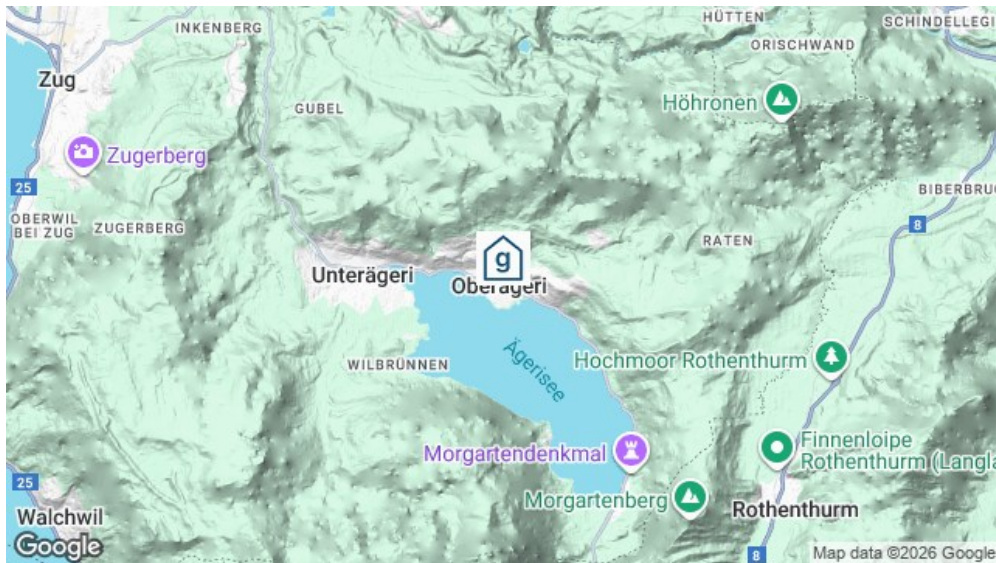 HÜTTEN
SCHINDELLEGI
INKENBERG
ORISCHWAND
Zug
Höhronen
GUBEL
Zugerberg
25
BIBERBRUG
OBERWIL
BEI ZUG
ZUGERBERG
8
RATEN
g
Unterägeri
Oberägeri
Ägerisee
WILBRÜNNEN
Hochmoor Rothenthurm
Morgartendenkmal
Finnenloipe
Rothenthurm (Langla
25
Morgartenberg
Rothenthurm
Walchwil
Google
8
Map data ©2026 Google